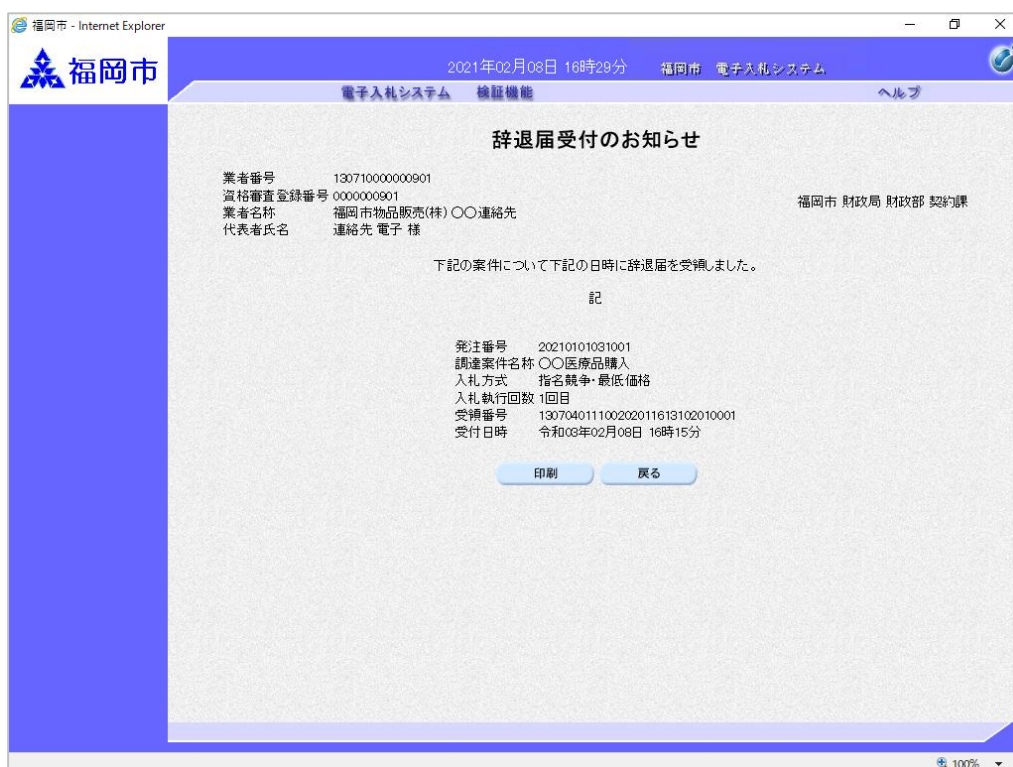 福岡市 - Internet Explorer
福岡市
2021年02月08日 16時29分 福岡市 電子入札システム
電子入札システム 検証機能 ヘルプ
辞退届受付のお知らせ
業者番号 130710000000901
資格審査登録番号 0000000901
業者名称 福岡市物品販売(株) 〇〇連絡先
代表者氏名 連絡先 電子 様
福岡市 財政局 財政部 契約課
下記の案件について下記の日時に辞退届を受領しました。
記
発注番号 20210101031001
調達案件名称 〇〇医療品購入
入札方式 指名競争・最低価格
入札執行回数 1回目
受領番号 1307040111002020011613102010001
受付日時 令和03年02月08日 16時15分
印刷 戻る
100%